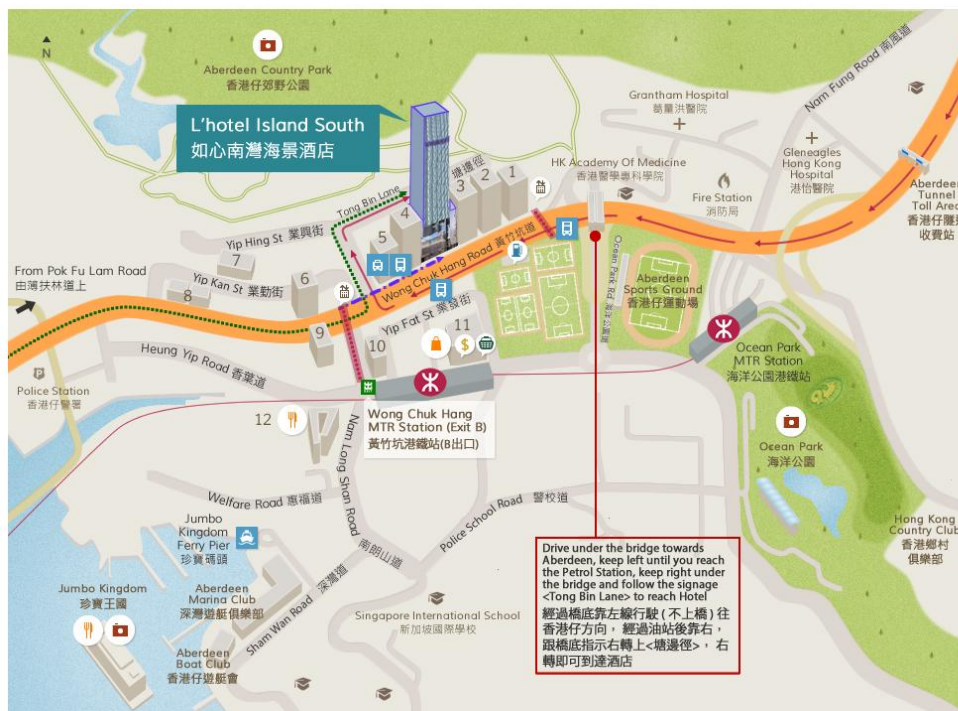 N
Aberdeen Country Park
香港仔郊野公園
L'hotel Island South
如心南灣海景酒店
Grantham Hospital
葛量洪醫院
Nam Fung Road 南風道
HK Academy Of Medicine
香港醫學專科學院
Gleneagles
Hong Kong
Hospital
港怡醫院
Fire Station
消防局
Aberdeen
Tunnel
Toll Area
香港仔隧道
收費站
Tong Bin Lane
塘邊徑
1
2
3
4
5
Yip Hing St 業興街
7
Yip Kan St 業勤街
6
8
Wong Chuk Hang Road 黃竹坑道
From Pok Fu Lam Road
由薄扶林道上
Ocean Park Rd 海洋公園道
Aberdeen
Sports Ground
香港仔運動場
Yip Fat St 業發街
9
10
11
$
Heung Yip Road 香葉道
Police Station
香港仔警署
Ocean Park
MTR Station
海洋公園港鐵站
12
Wong Chuk Hang
MTR Station (Exit B)
黃竹坑港鐵站(B出口)
Nam Long Shan Road 南朗山道
Ocean Park
海洋公園
Welfare Road 惠福道
Police School Road 警校道
Jumbo
Kingdom
Ferry Pier
珍寶碼頭
Hong Kong
Country Club
香港鄉村
俱樂部
Drive under the bridge towards
Aberdeen, keep left until you reach
the Petrol Station, keep right under
the bridge and follow the signage
<Tong Bin Lane> to reach Hotel
經過橋底靠左線行駛(不上橋)往
香港仔方向，經過油站後靠右，
跟橋底指示右轉上<塘邊徑>，右
轉即可到達酒店
Jumbo Kingdom
珍寶王國
Aberdeen
Marina Club
深灣遊艇俱樂部
Sham Wan Road 深灣道
Singapore International School
新加坡國際學校
Aberdeen
Boat Club
香港仔遊艇會